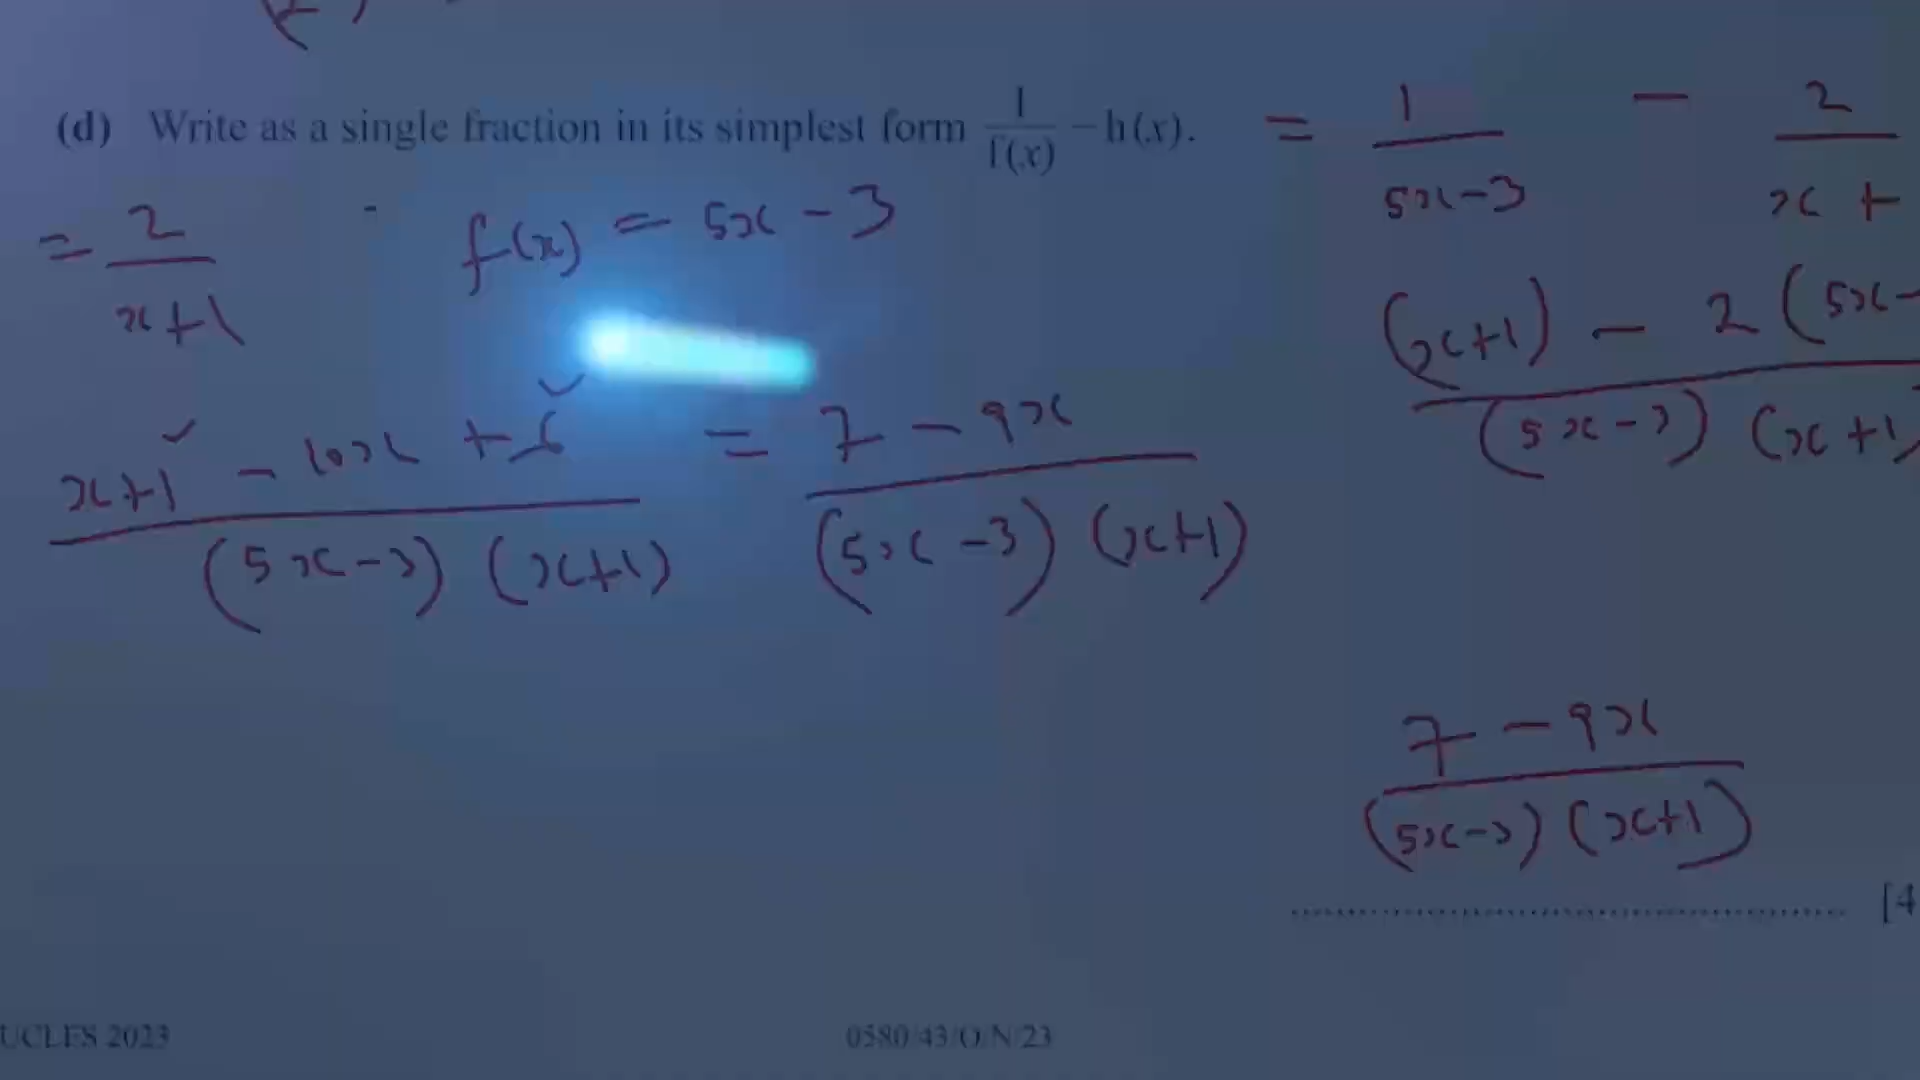 (d) Write as a single fraction in its simplest form 1/f(x) − h(x). = 1/(5x−3) − 2/(x+
= 2/(x+1) f(x) = 5x − 3
(x+1) − 2(5x− / (5x−3)(x+1)
x+1 − 10x + 6 / (5x−3)(x+1) = 7 − 9x / (5x−3)(x+1)
7 − 9x / (5x−3)(x+1)
[4
UCLES 2023 0580/43/O/N/23